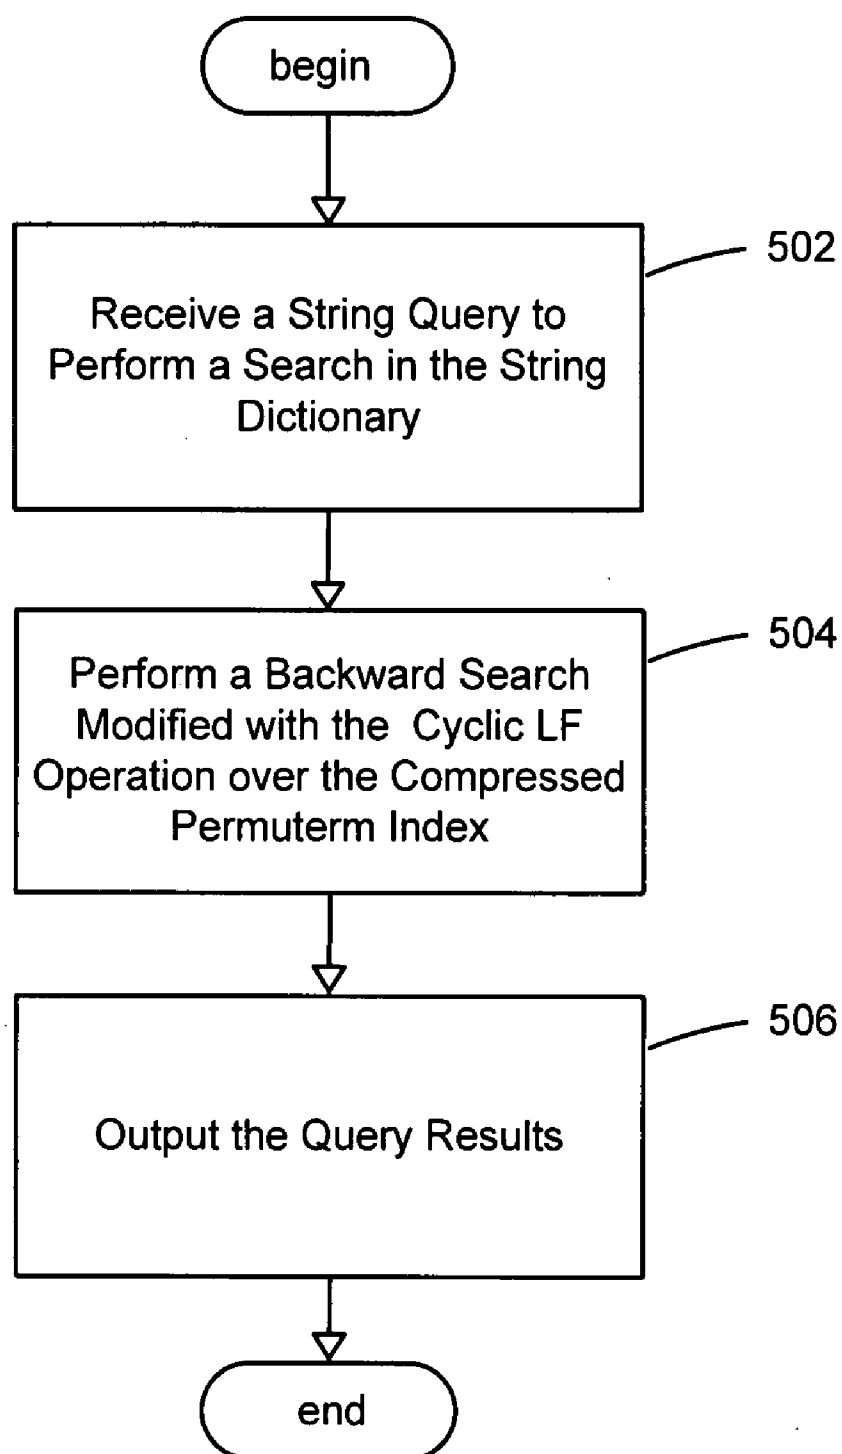 begin
502
Receive a String Query to
Perform a Search in the String
Dictionary
504
Perform a Backward Search
Modified with the Cyclic LF
Operation over the Compressed
Permuterm Index
506
Output the Query Results
end